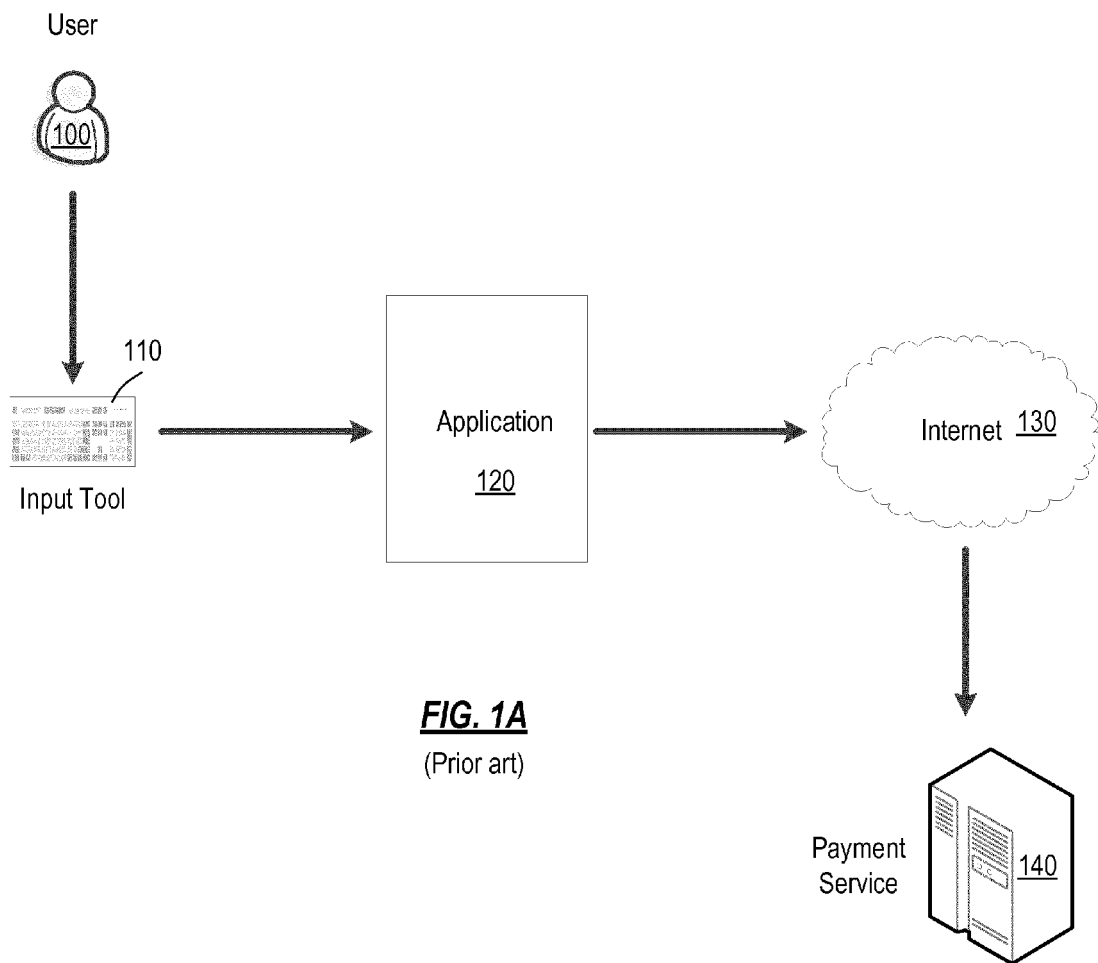 User
100
110
Input Tool
Application
120
Internet 130
FIG. 1A
(Prior art)
Payment
Service
140